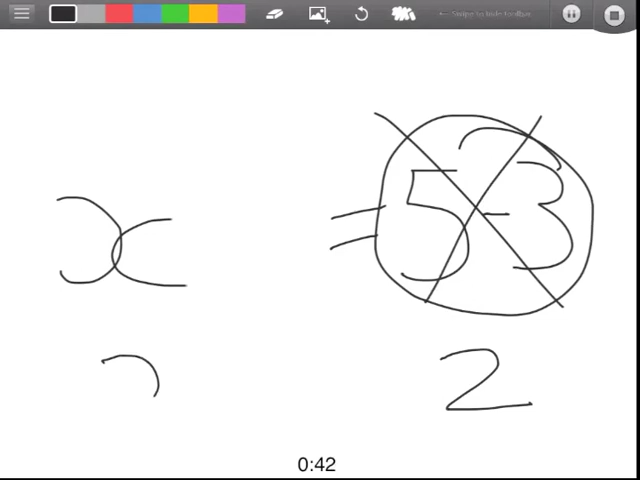 x = 5-3
2
0:42